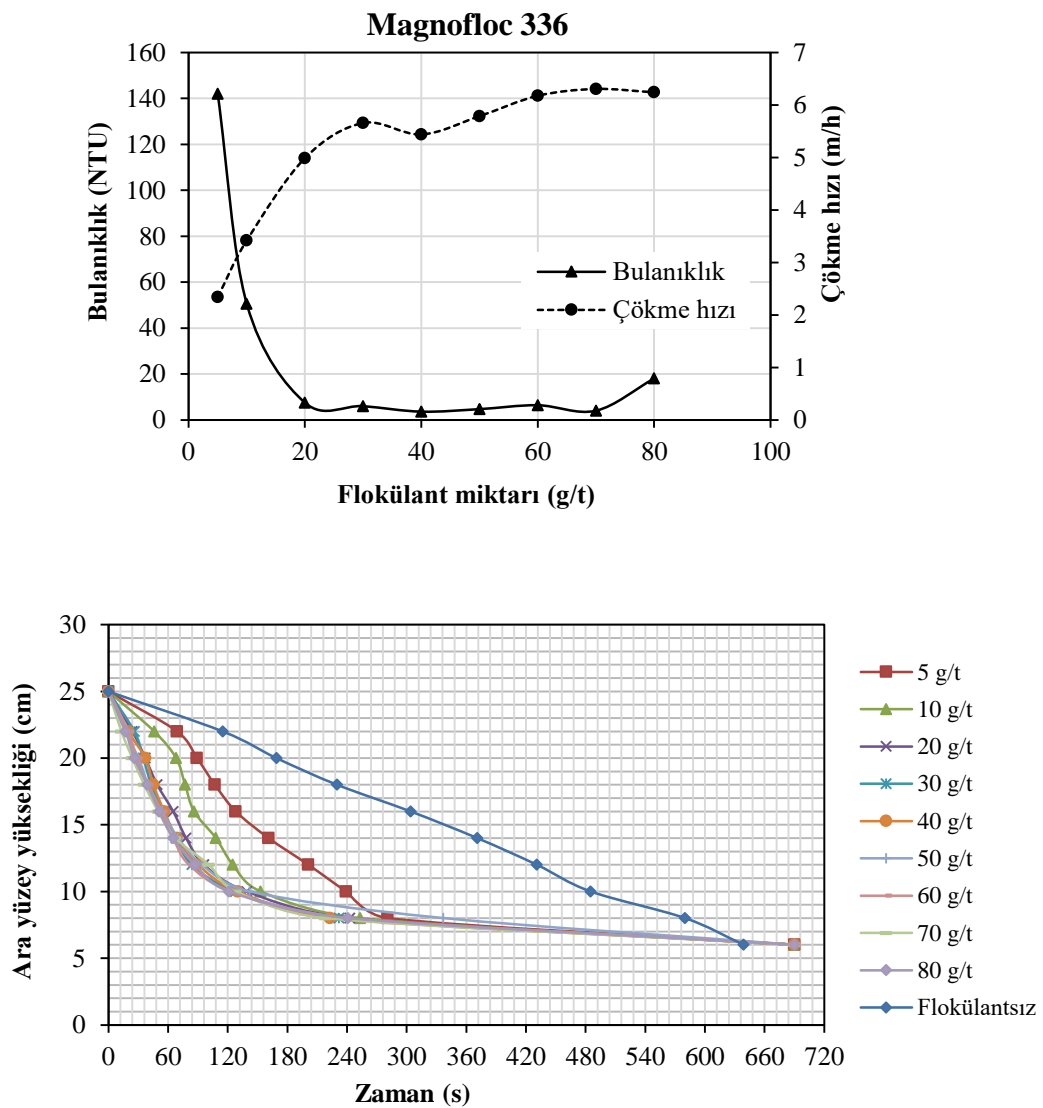 Magnofloc 336
160
140
120
100
80
60
40
20
0
Bulanıklık (NTU)
7
6
5
4
3
2
1
0
Çökme hızı (m/h)
Bulanıklık
Çökme hızı
0 20 40 60 80 100
Flokülant miktarı (g/t)
30
25
20
15
10
5
0
Ara yüzey yüksekliği (cm)
0 60 120 180 240 300 360 420 480 540 600 660 720
Zaman (s)
5 g/t
10 g/t
20 g/t
30 g/t
40 g/t
50 g/t
60 g/t
70 g/t
80 g/t
Flokülantsız